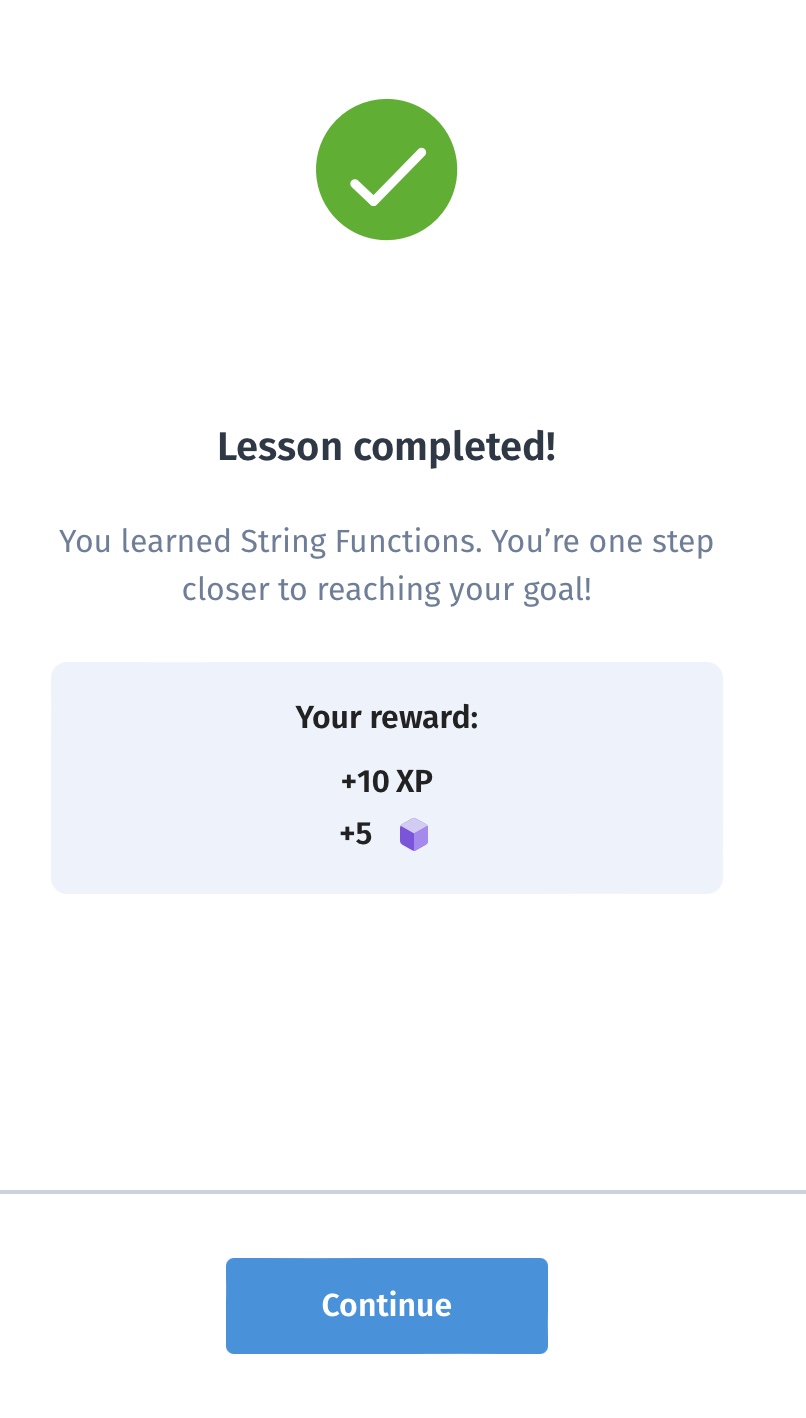 Lesson completed!
You learned String Functions. You’re one step
closer to reaching your goal!
Your reward:
+10 XP
+5
Continue